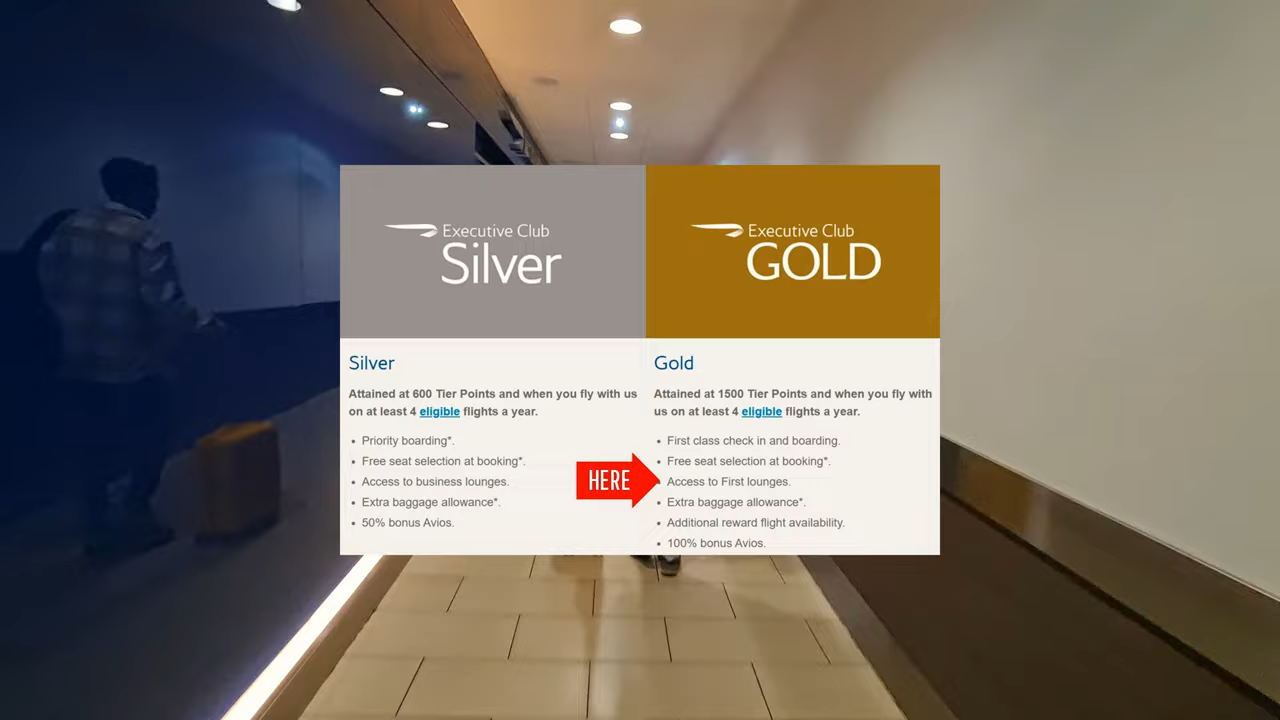 Executive Club
Silver
Executive Club
GOLD
Silver
Attained at 600 Tier Points and when you fly with us
on at least 4 eligible flights a year.
• Priority boarding*.
• Free seat selection at booking*.
• Access to business lounges.
• Extra baggage allowance*.
• 50% bonus Avios.
HERE
Gold
Attained at 1500 Tier Points and when you fly with
us on at least 4 eligible flights a year.
• First class check in and boarding.
• Free seat selection at booking*.
• Access to First lounges.
• Extra baggage allowance*.
• Additional reward flight availability.
• 100% bonus Avios.